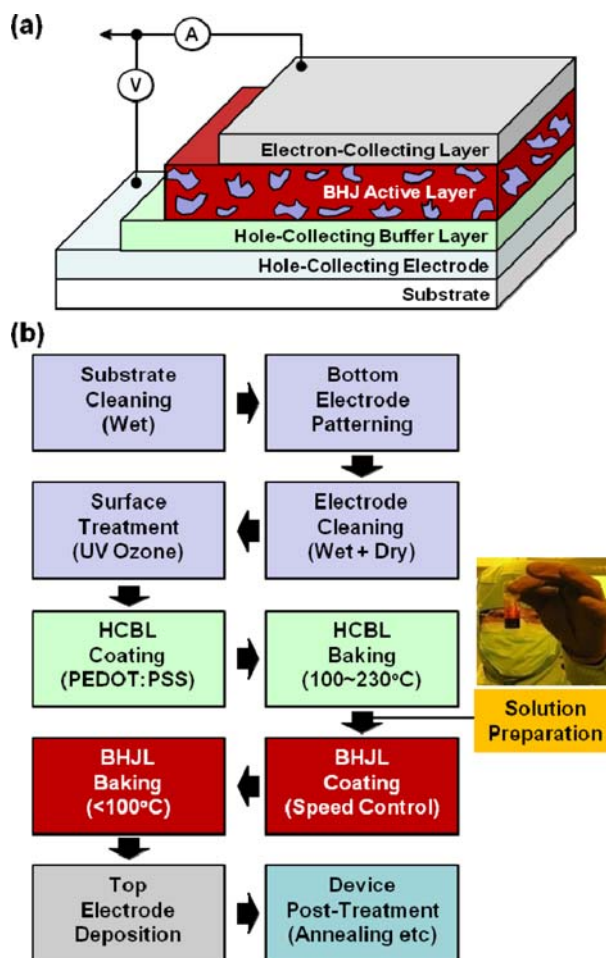 (a)
A
V
Electron-Collecting Layer
BHJ Active Layer
Hole-Collecting Buffer Layer
Hole-Collecting Electrode
Substrate
(b)
Substrate
Cleaning
(Wet)
Bottom
Electrode
Patterning
Surface
Treatment
(UV Ozone)
Electrode
Cleaning
(Wet + Dry)
HCBL
Coating
(PEDOT:PSS)
HCBL
Baking
(100~230°C)
Solution
Preparation
BHJL
Baking
(<100°C)
BHJL
Coating
(Speed Control)
Top
Electrode
Deposition
Device
Post-Treatment
(Annealing etc)